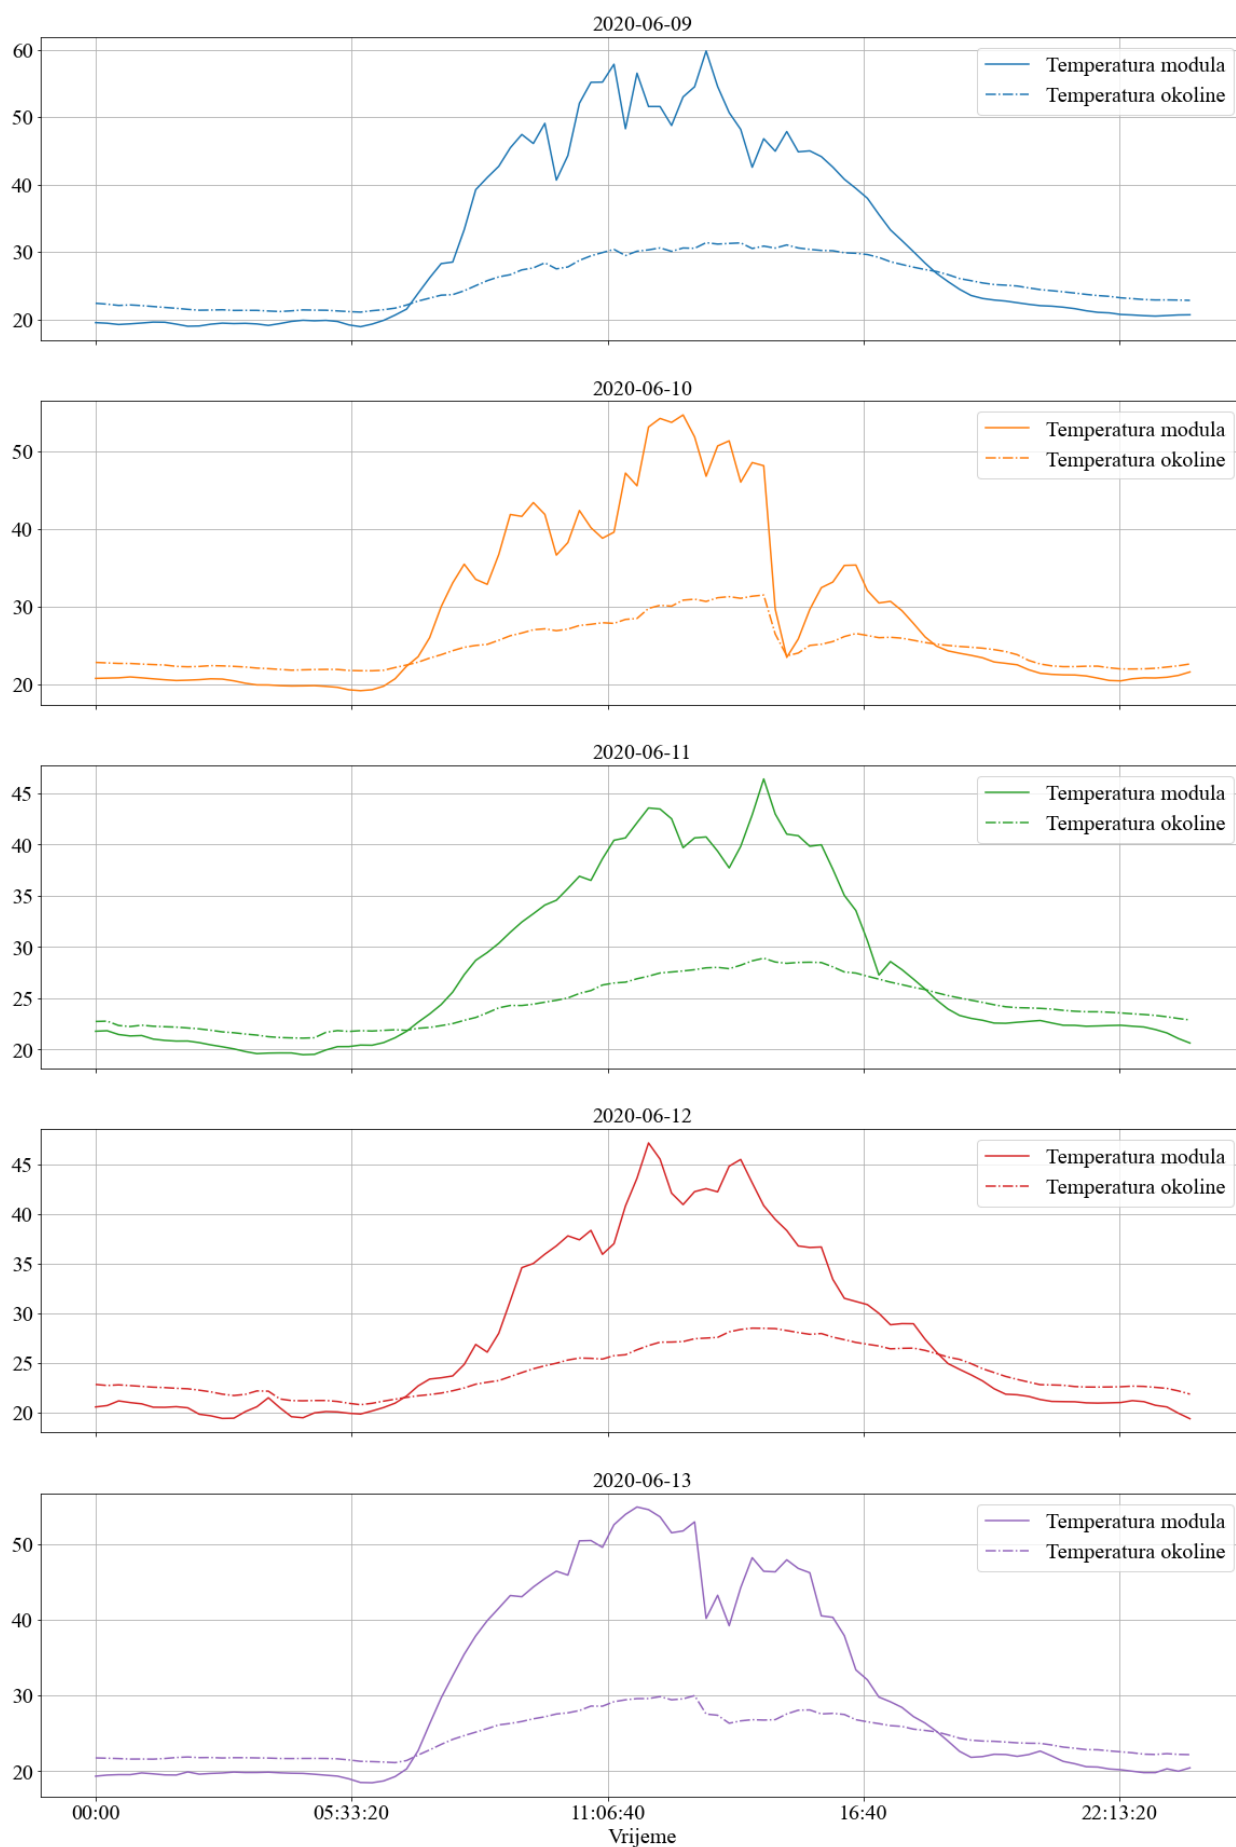 2020-06-09
60
50
40
30
20
Temperatura modula
Temperatura okoline
2020-06-10
50
40
30
20
Temperatura modula
Temperatura okoline
2020-06-11
45
40
35
30
25
20
Temperatura modula
Temperatura okoline
2020-06-12
45
40
35
30
25
20
Temperatura modula
Temperatura okoline
2020-06-13
50
40
30
20
Temperatura modula
Temperatura okoline
00:00 05:33:20 11:06:40 16:40 22:13:20
Vrijeme